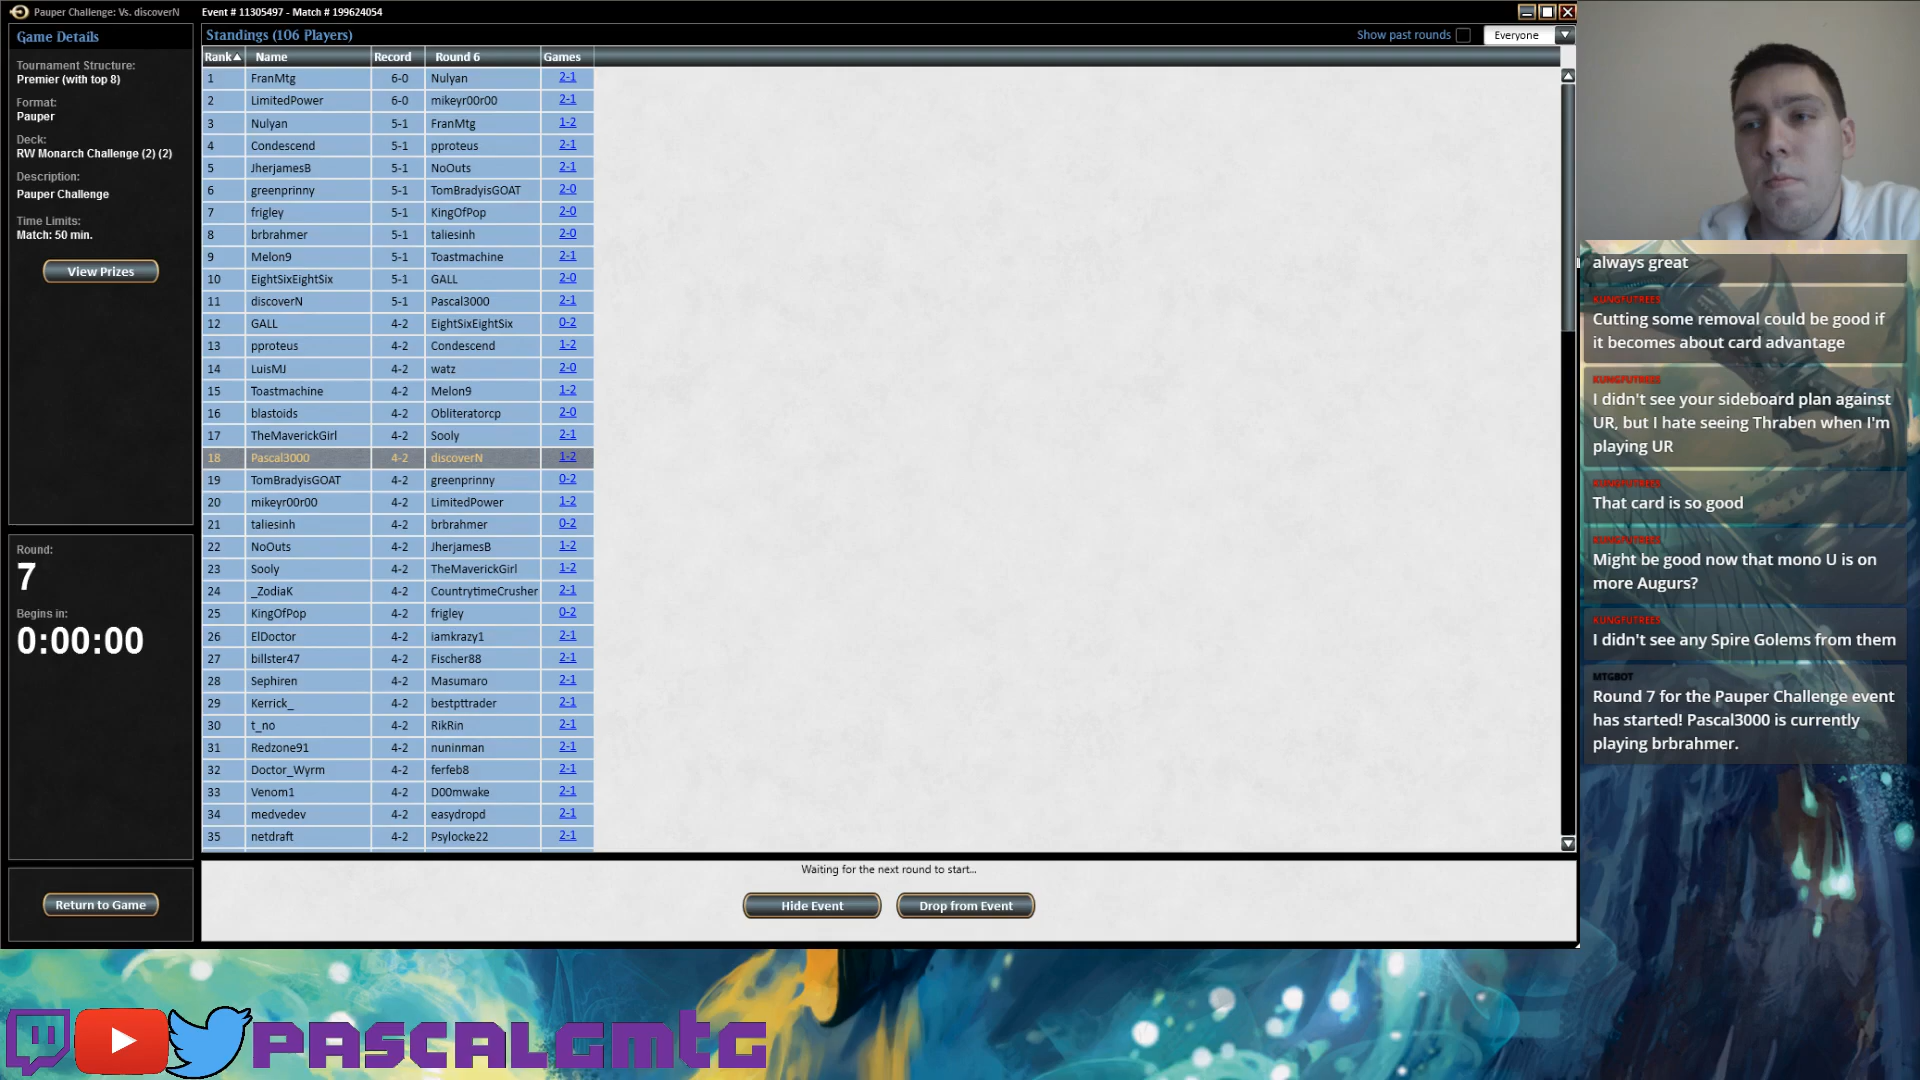 Pauper Challenge: Vs. discoverN
Event # 11305497 - Match # 199624054
Game Details
Tournament Structure:
Premier (with top 8)
Format:
Pauper
Deck:
RW Monarch Challenge (2) (2)
Description:
Pauper Challenge
Time Limits:
Match: 50 min.
View Prizes
Round:
7
Begins in:
0:00:00
Return to Game
Standings (106 Players)
Show past rounds
Everyone
Rank Name Record Round 6 Games
1 FranMtg 6-0 Nulyan 2-1
2 LimitedPower 6-0 mikeyr00r00 2-1
3 Nulyan 5-1 FranMtg 1-2
4 Condescend 5-1 pproteus 2-1
5 JherjamesB 5-1 NoOuts 2-1
6 greenprinny 5-1 TomBradyisGOAT 2-0
7 frigley 5-1 KingOfPop 2-0
8 brbrahmer 5-1 taliesinh 2-0
9 Melon9 5-1 Toastmachine 2-1
10 EightSixEightSix 5-1 GALL 2-0
11 discoverN 5-1 Pascal3000 2-1
12 GALL 4-2 EightSixEightSix 0-2
13 pproteus 4-2 Condescend 1-2
14 LuisMJ 4-2 watz 2-0
15 Toastmachine 4-2 Melon9 1-2
16 blastoids 4-2 Obliteratorcp 2-0
17 TheMaverickGirl 4-2 Sooly 2-1
18 Pascal3000 4-2 discoverN 1-2
19 TomBradyisGOAT 4-2 greenprinny 0-2
20 mikeyr00r00 4-2 LimitedPower 1-2
21 taliesinh 4-2 brbrahmer 0-2
22 NoOuts 4-2 JherjamesB 1-2
23 Sooly 4-2 TheMaverickGirl 1-2
24 _ZodiaK 4-2 CountrytimeCrusher 2-1
25 KingOfPop 4-2 frigley 0-2
26 ElDoctor 4-2 iamkrazy1 2-1
27 billster47 4-2 Fischer88 2-1
28 Sephiren 4-2 Masumaro 2-1
29 Kerrick_ 4-2 bestpttrader 2-1
30 t_no 4-2 RikRin 2-1
31 Redzone91 4-2 nuninman 2-1
32 Doctor_Wyrm 4-2 ferfeb8 2-1
33 Venom1 4-2 D00mwake 2-1
34 medvedev 4-2 easydropd 2-1
35 netdraft 4-2 Psylocke22 2-1
Waiting for the next round to start...
Hide Event
Drop from Event
always great
KUNGFUTREES
Cutting some removal could be good if
it becomes about card advantage
KUNGFUTREES
I didn't see your sideboard plan against
UR, but I hate seeing Thraben when I'm
playing UR
KUNGFUTREES
That card is so good
KUNGFUTREES
Might be good now that mono U is on
more Augurs?
KUNGFUTREES
I didn't see any Spire Golems from them
MTGBOT
Round 7 for the Pauper Challenge event
has started! Pascal3000 is currently
playing brbrahmer.
PASCALGMTG